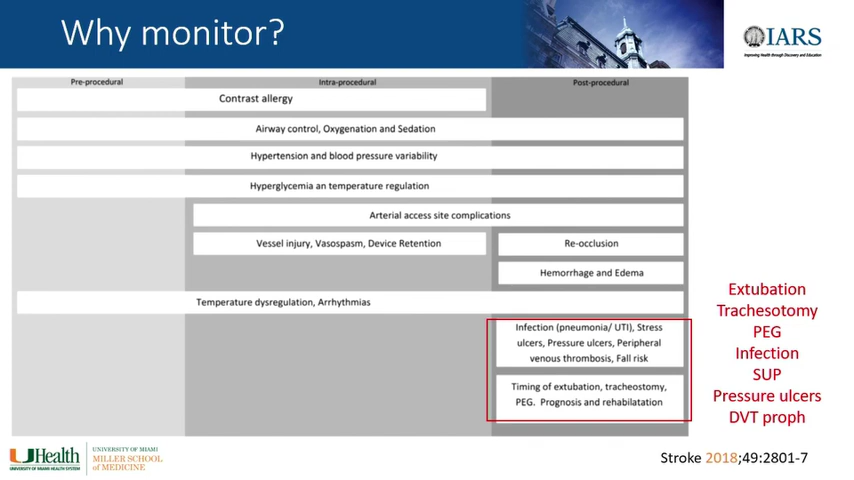 Why monitor?
IARS
Improving Health through Discovery and Education
Pre-procedural
Intra-procedural
Post-procedural
Contrast allergy
Airway control, Oxygenation and Sedation
Hypertension and blood pressure variability
Hyperglycemia an temperature regulation
Arterial access site complications
Vessel injury, Vasospasm, Device Retention
Re-occlusion
Hemorrhage and Edema
Temperature dysregulation, Arrhythmias
Infection (pneumonia/ UTI), Stress
ulcers, Pressure ulcers, Peripheral
venous thrombosis, Fall risk
Timing of extubation, tracheostomy,
PEG. Prognosis and rehabilatation
Extubation
Trachesotomy
PEG
Infection
SUP
Pressure ulcers
DVT proph
UHealth
UNIVERSITY OF MIAMI HEALTH SYSTEM
UNIVERSITY OF MIAMI
MILLER SCHOOL
of MEDICINE
Stroke 2018;49:2801-7